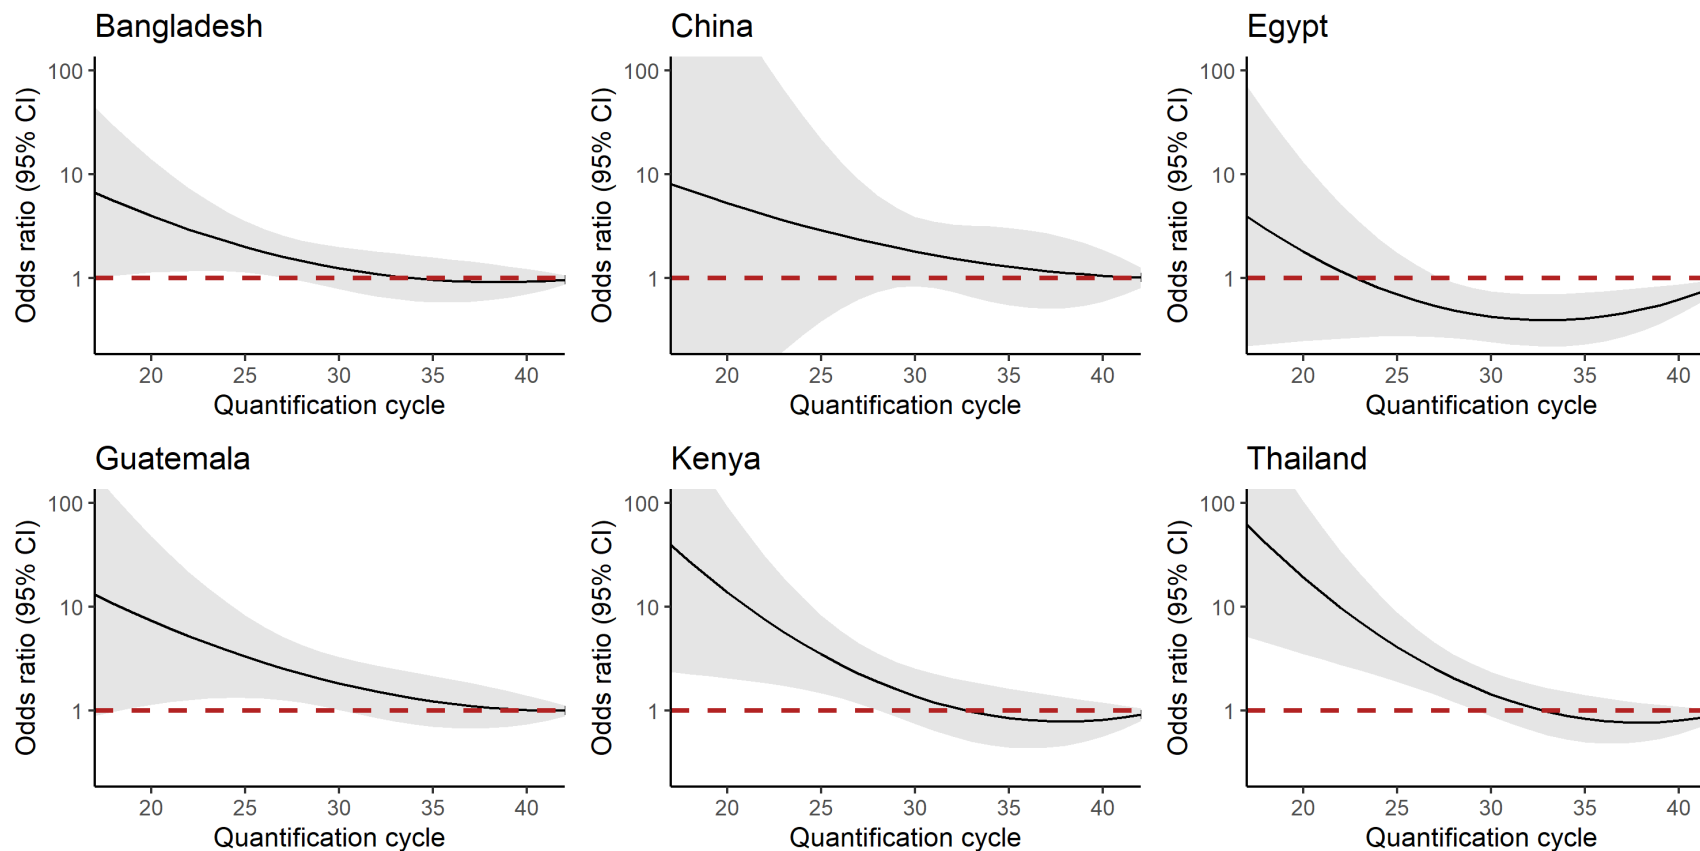 Bangladesh
China
Egypt
Odds ratio (95% CI)
100
10
1
20 25 30 35 40
Quantification cycle
Odds ratio (95% CI)
100
10
1
20 25 30 35 40
Quantification cycle
Odds ratio (95% CI)
100
10
1
20 25 30 35 40
Quantification cycle
Guatemala
Kenya
Thailand
Odds ratio (95% CI)
100
10
1
20 25 30 35 40
Quantification cycle
Odds ratio (95% CI)
100
10
1
20 25 30 35 40
Quantification cycle
Odds ratio (95% CI)
100
10
1
20 25 30 35 40
Quantification cycle